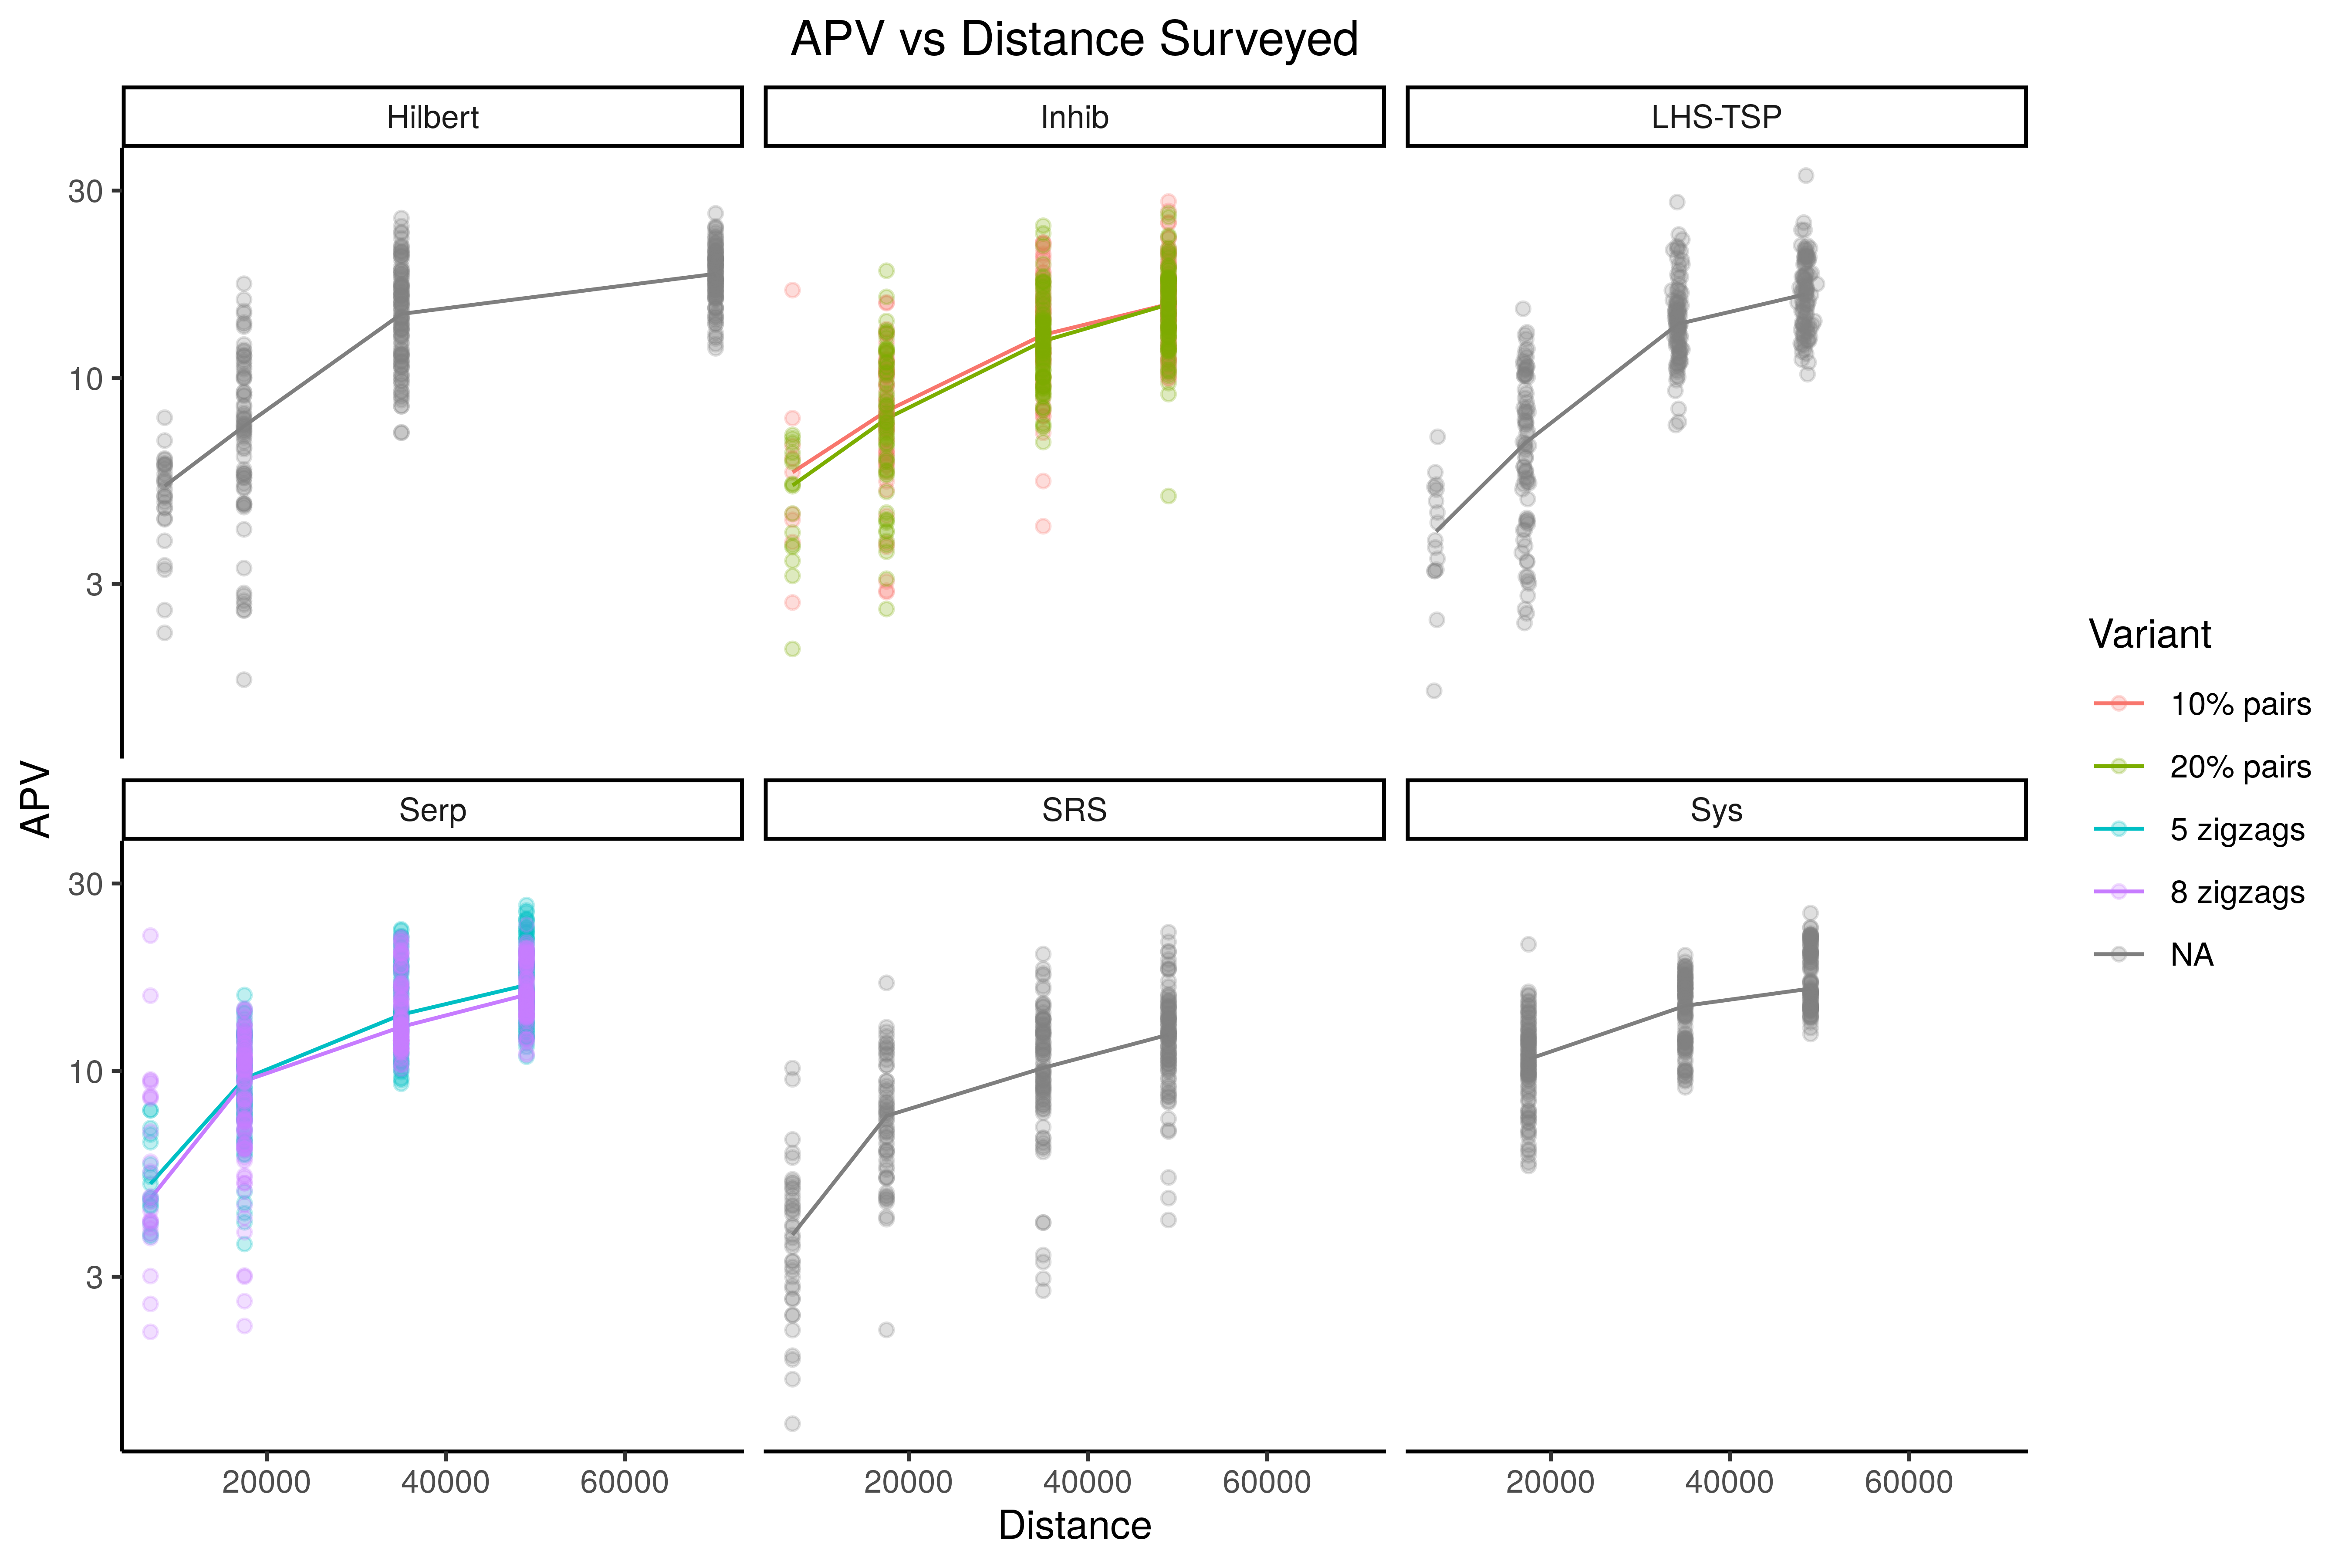 APV vs Distance Surveyed
Hilbert
Inhib
LHS-TSP
30
10
3
Serp
SRS
Sys
30
10
3
APV
20000
40000
60000
20000
40000
60000
20000
40000
60000
Distance
Variant
10% pairs
20% pairs
5 zigzags
8 zigzags
NA